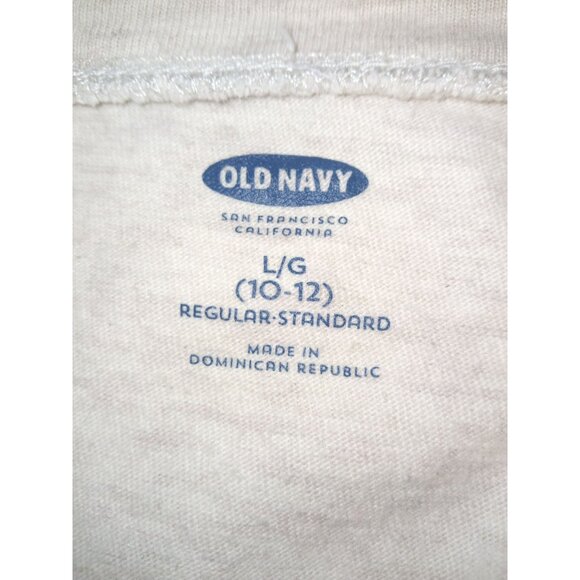 OLD NAVY
SAN FRANCISCO
CALIFORNIA
L/G
(10-12)
REGULAR·STANDARD
MADE IN
DOMINICAN REPUBLIC